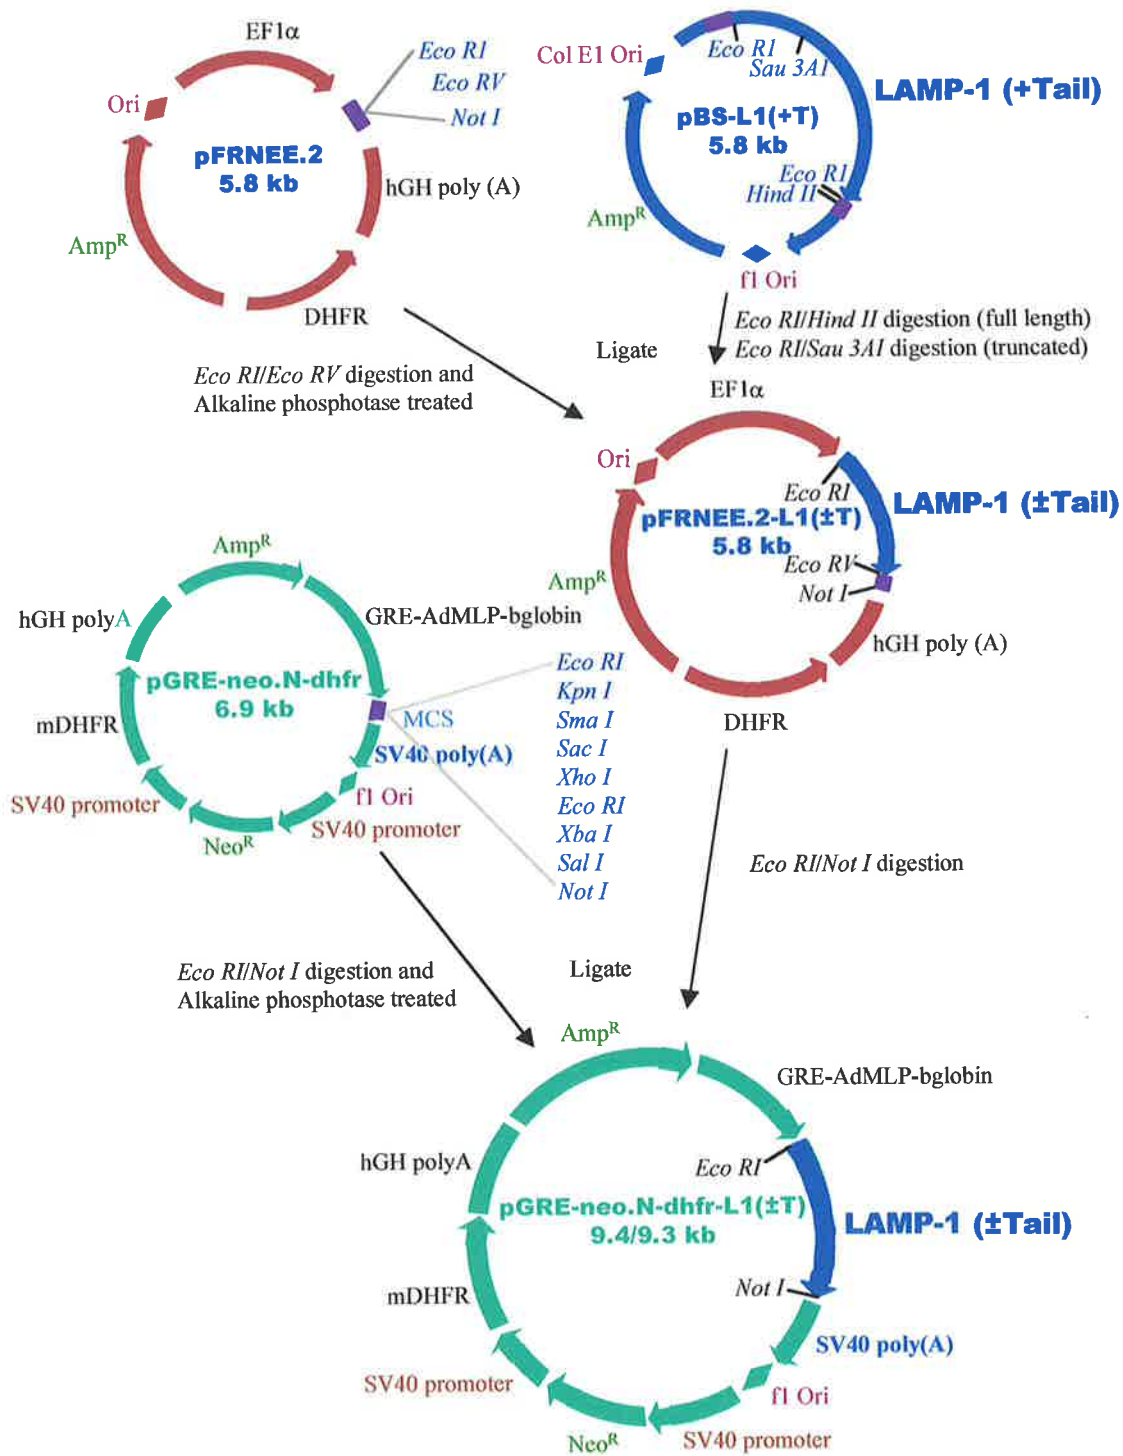 EF1α
Eco RI
Eco RV
Not I
Ori
pFRNEE.2
5.8 kb
hGH poly (A)
Amp^R
DHFR
Col E1 Ori
Eco RI
Sau 3AI
LAMP-1 (+Tail)
pBS-L1(+T)
5.8 kb
Eco RI
Hind II
Amp^R
f1 Ori
Eco RI/Hind II digestion (full length)
Eco RI/Sau 3AI digestion (truncated)
Ligate
Eco RI/Eco RV digestion and
Alkaline phosphotase treated
EF1α
Ori
Eco RI
LAMP-1 (±Tail)
pFRNEE.2-L1(±T)
5.8 kb
Eco RV
Not I
Amp^R
hGH poly (A)
DHFR
Amp^R
hGH polyA
GRE-AdMLP-bglobin
pGRE-neo.N-dhfr
6.9 kb
mDHFR
MCS
SV40 poly(A)
f1 Ori
SV40 promoter
SV40 promoter
Neo^R
Eco RI
Kpn I
Sma I
Sac I
Xho I
Eco RI
Xba I
Sal I
Not I
Eco RI/Not I digestion
Eco RI/Not I digestion and
Alkaline phosphotase treated
Ligate
Amp^R
GRE-AdMLP-bglobin
hGH polyA
Eco RI
pGRE-neo.N-dhfr-L1(±T)
9.4/9.3 kb
LAMP-1 (±Tail)
Not I
mDHFR
SV40 poly(A)
SV40 promoter
f1 Ori
Neo^R
SV40 promoter